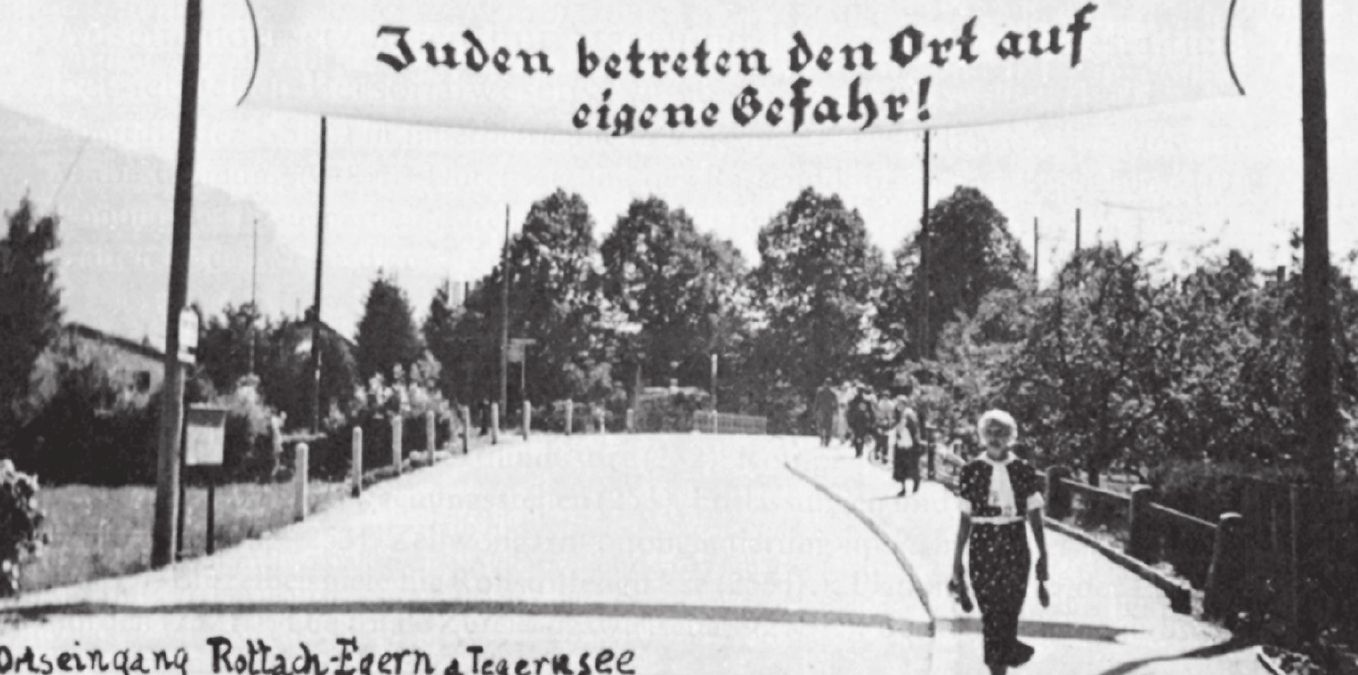 Juden betreten den Ort auf
eigene Gefahr!
Ortseingang Rottach-Egern a Tegernsee